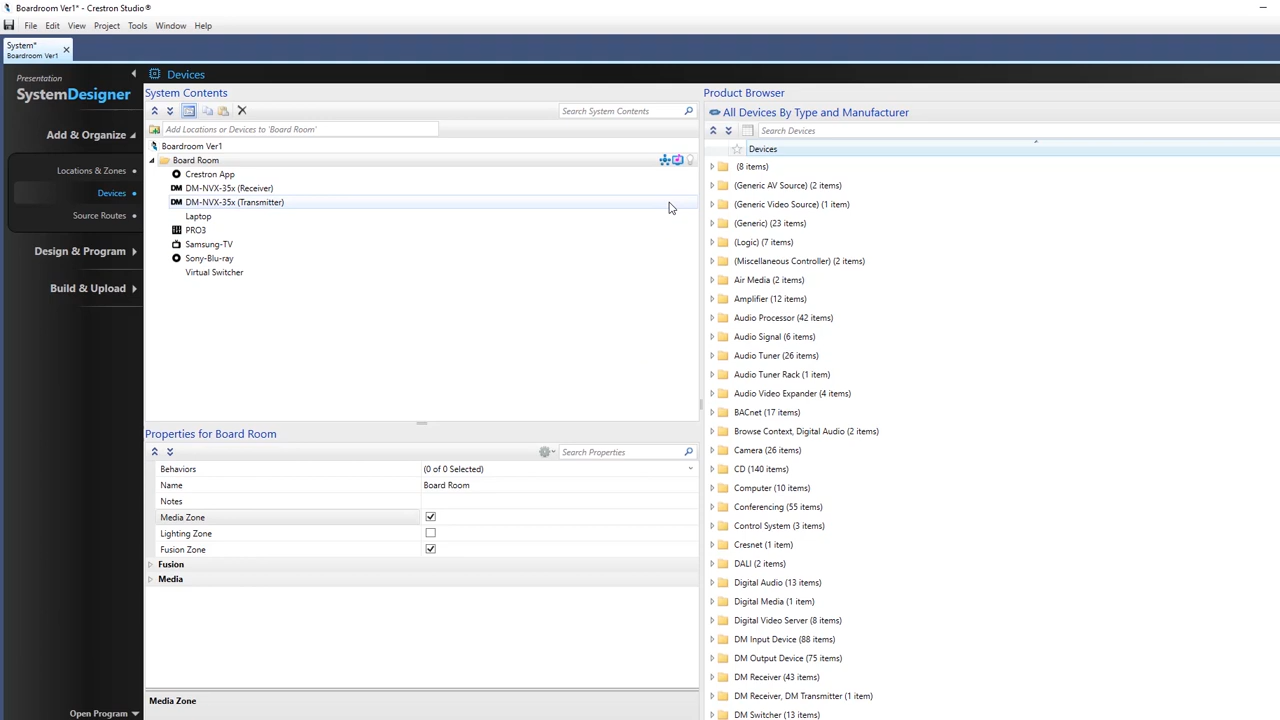 Boardroom Ver1* - Crestron Studio®
File Edit View Project Tools Window Help
System*
Boardroom Ver1
Presentation
SystemDesigner
Add & Organize
Locations & Zones
Devices
Source Routes
Design & Program
Build & Upload
Open Program
Devices
System Contents
Search System Contents
Add Locations or Devices to 'Board Room'
Boardroom Ver1
Board Room
Crestron App
DM DM-NVX-35x (Receiver)
DM DM-NVX-35x (Transmitter)
Laptop
PRO3
Samsung-TV
Sony-Blu-ray
Virtual Switcher
Properties for Board Room
Search Properties
Behaviors (0 of 0 Selected)
Name Board Room
Notes
Media Zone
Lighting Zone
Fusion Zone
Fusion
Media
Media Zone
Product Browser
All Devices By Type and Manufacturer
Search Devices
Devices
(8 items)
(Generic AV Source) (2 items)
(Generic Video Source) (1 item)
(Generic) (23 items)
(Logic) (7 items)
(Miscellaneous Controller) (2 items)
Air Media (2 items)
Amplifier (12 items)
Audio Processor (42 items)
Audio Signal (6 items)
Audio Tuner (26 items)
Audio Tuner Rack (1 item)
Audio Video Expander (4 items)
BACnet (17 items)
Browse Context, Digital Audio (2 items)
Camera (26 items)
CD (140 items)
Computer (10 items)
Conferencing (55 items)
Control System (3 items)
Cresnet (1 item)
DALI (2 items)
Digital Audio (13 items)
Digital Media (1 item)
Digital Video Server (8 items)
DM Input Device (88 items)
DM Output Device (75 items)
DM Receiver (43 items)
DM Receiver, DM Transmitter (1 item)
DM Switcher (13 items)